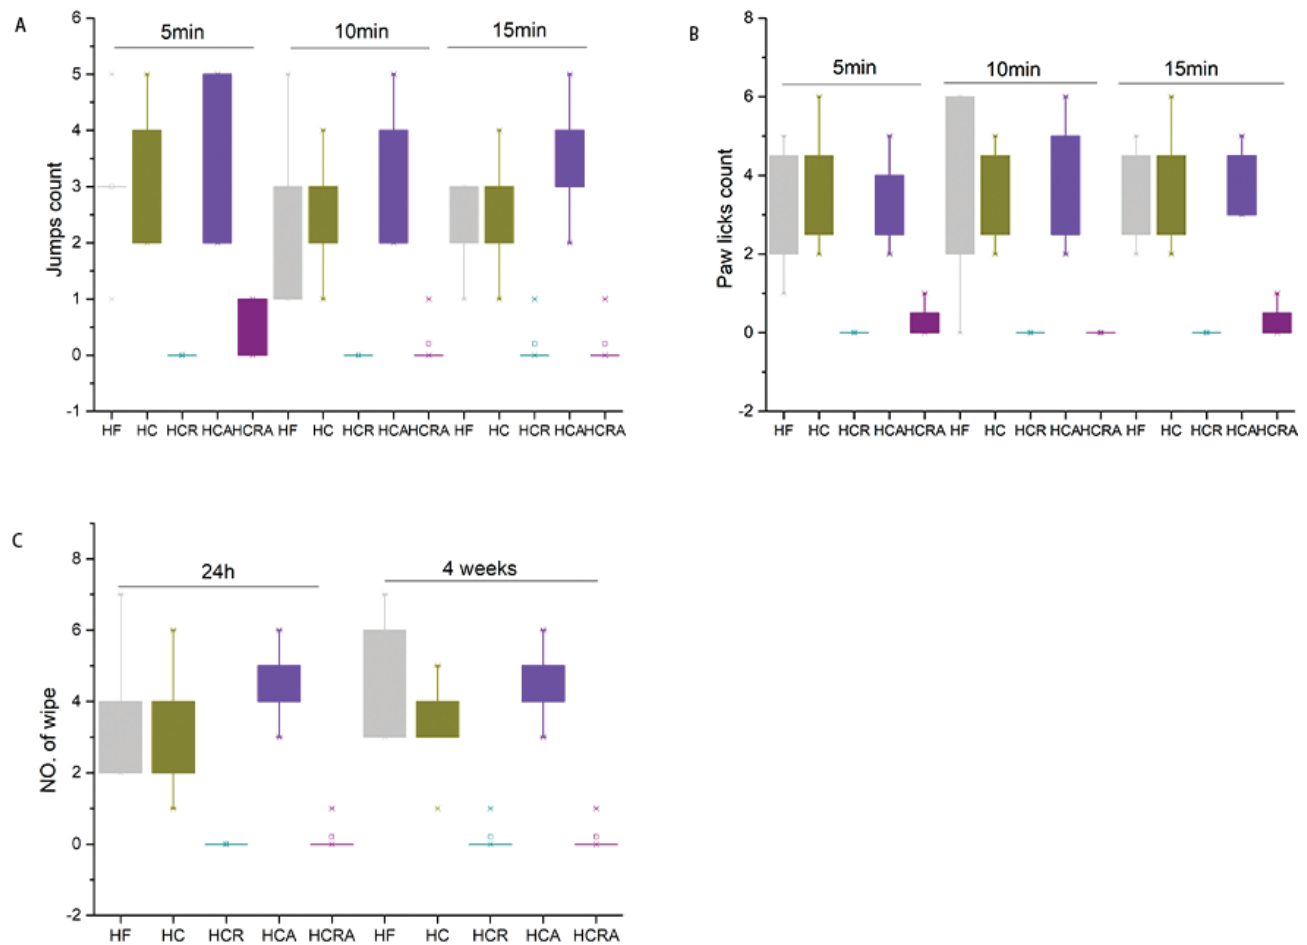 A
6
5
4
3
2
1
0
-1
Jumps count
5min
10min
15min
HF HC HCR HCA HCRA HF HC HCR HCA HCRA HF HC HCR HCA HCRA
B
8
6
4
2
0
-2
Paw licks count
5min
10min
15min
HF HC HCR HCA HCRA HF HC HCR HCA HCRA HF HC HCR HCA HCRA
C
8
6
4
2
0
-2
NO. of wipe
24h
4 weeks
HF HC HCR HCA HCRA HF HC HCR HCA HCRA